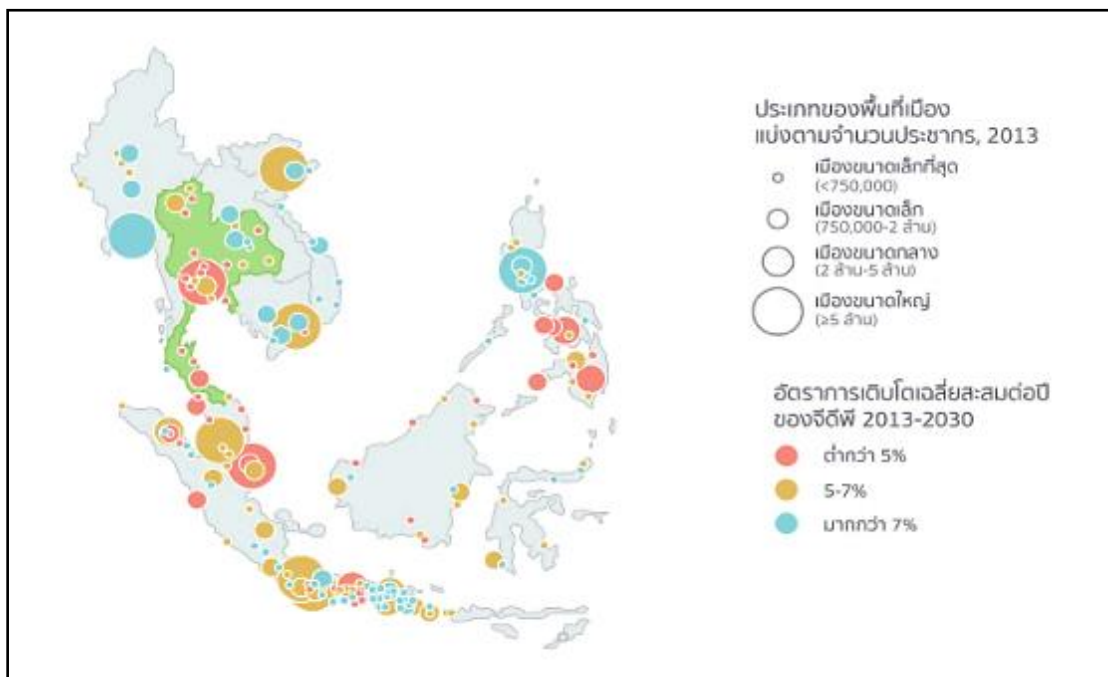 ประเภทของพื้นที่เมือง
แบ่งตามจำนวนประชากร, 2013
เมืองขนาดเล็กที่สุด
(<750,000)
เมืองขนาดเล็ก
(750,000-2 ล้าน)
เมืองขนาดกลาง
(2 ล้าน-5 ล้าน)
เมืองขนาดใหญ่
(≥5 ล้าน)
อัตราการเติบโตเฉลี่ยสะสมต่อปี
ของจีดีพี 2013-2030
ต่ำกว่า 5%
5-7%
มากกว่า 7%